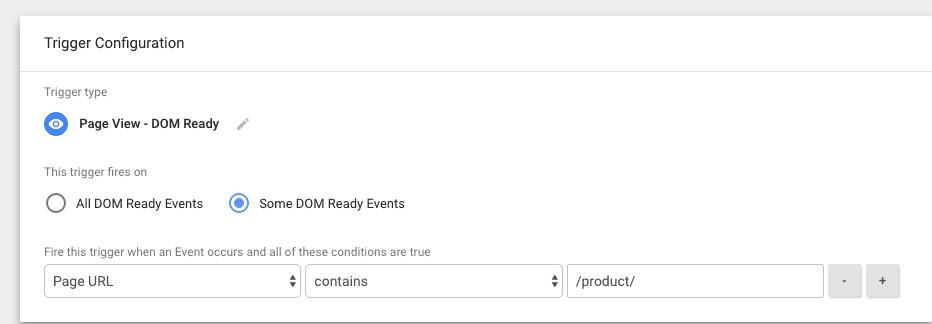 Trigger Configuration
Trigger type
Page View - DOM Ready
This trigger fires on
All DOM Ready Events Some DOM Ready Events
Fire this trigger when an Event occurs and all of these conditions are true
Page URL contains /product/ - +